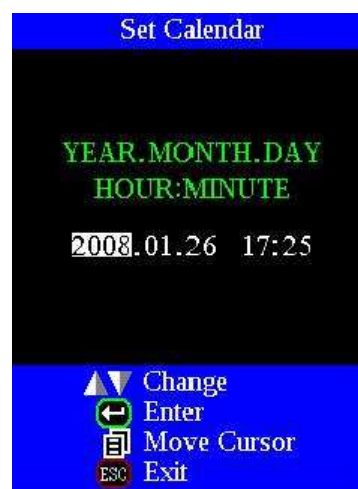 Set Calendar
YEAR.MONTH.DAY
HOUR:MINUTE
2008.01.26 17:25
Change
Enter
Move Cursor
ESC Exit